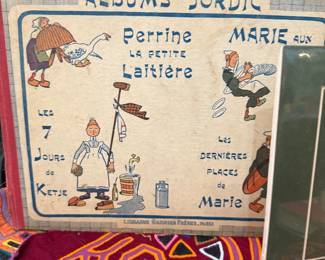 ALBUMS JORDIC
Perrine
LA PETITE
Laitière
MARIE AUX
LES
7
JOURS
DE
KETJE
LES
DERNIÈRES
PLACES
DE
MARIE
LIBRAIRIE GARNIER FRÈRES, PARIS